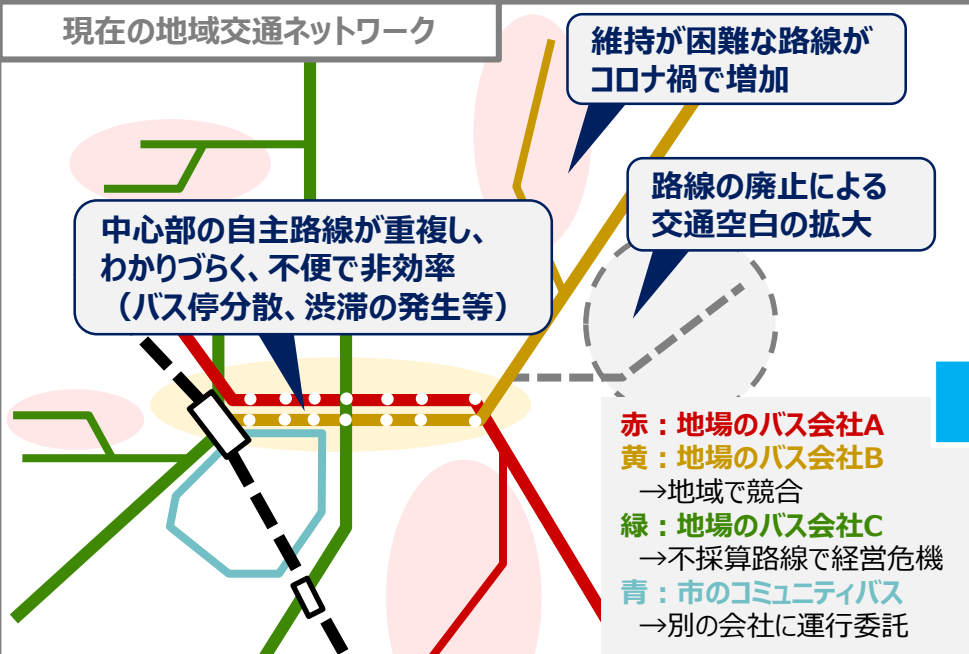 現在の地域交通ネットワーク
維持が困難な路線が
コロナ禍で増加
路線の廃止による
交通空白の拡大
中心部の自主路線が重複し、
わかりづらく、不便で非効率
（バス停分散、渋滞の発生等）
赤：地場のバス会社A
黄：地場のバス会社B
→地域で競合
緑：地場のバス会社C
→不採算路線で経営危機
青：市のコミュニティバス
→別の会社に運行委託